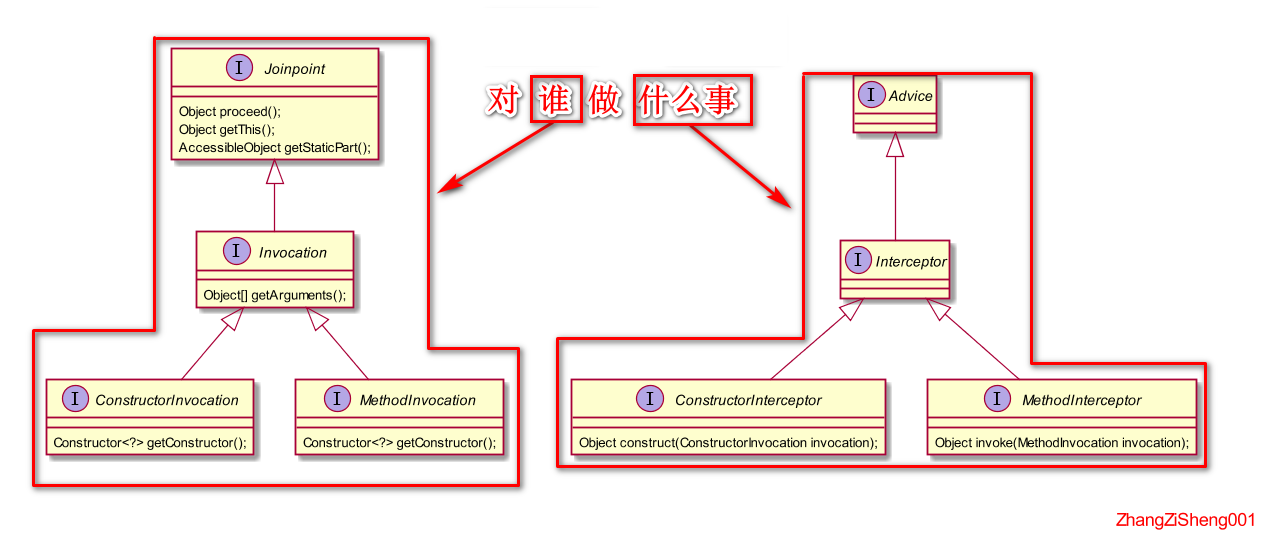 I Joinpoint
Object proceed();
Object getThis();
AccessibleObject getStaticPart();
I Invocation
Object[] getArguments();
I ConstructorInvocation
Constructor<?> getConstructor();
I MethodInvocation
Constructor<?> getConstructor();
对 谁 做 什么事
I Advice
I Interceptor
I ConstructorInterceptor
Object construct(ConstructorInvocation invocation);
I MethodInterceptor
Object invoke(MethodInvocation invocation);
ZhangZiSheng001